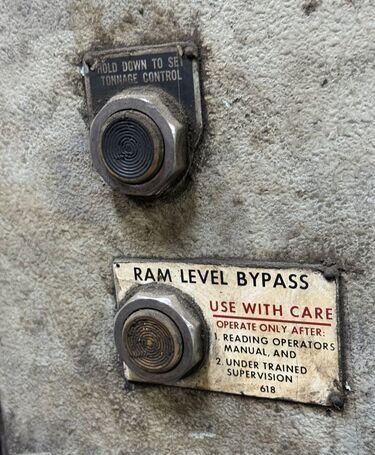 HOLD DOWN TO SET
TONNAGE CONTROL
RAM LEVEL BYPASS
USE WITH CARE
OPERATE ONLY AFTER:
1. READING OPERATORS
MANUAL, AND
2. UNDER TRAINED
SUPERVISION
618